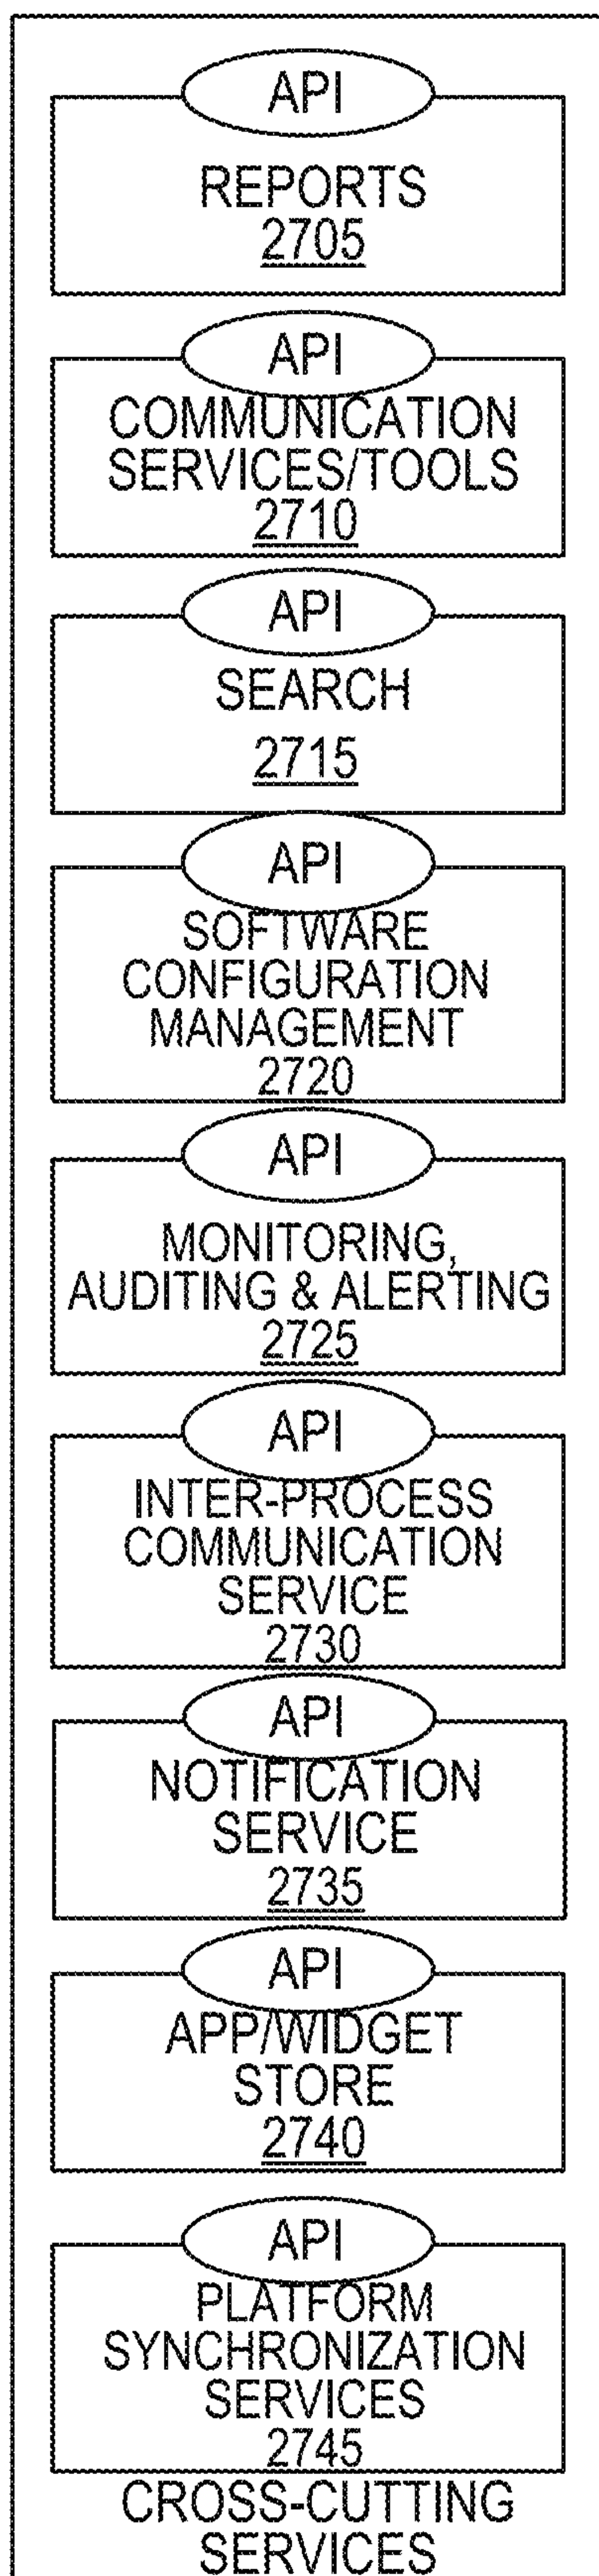 API
REPORTS
2705
API
COMMUNICATION
SERVICES/TOOLS
2710
API
SEARCH
2715
API
SOFTWARE
CONFIGURATION
MANAGEMENT
2720
API
MONITORING,
AUDITING & ALERTING
2725
API
INTER-PROCESS
COMMUNICATION
SERVICE
2730
API
NOTIFICATION
SERVICE
2735
API
APP/WIDGET
STORE
2740
API
PLATFORM
SYNCHRONIZATION
SERVICES
2745
CROSS-CUTTING
SERVICES